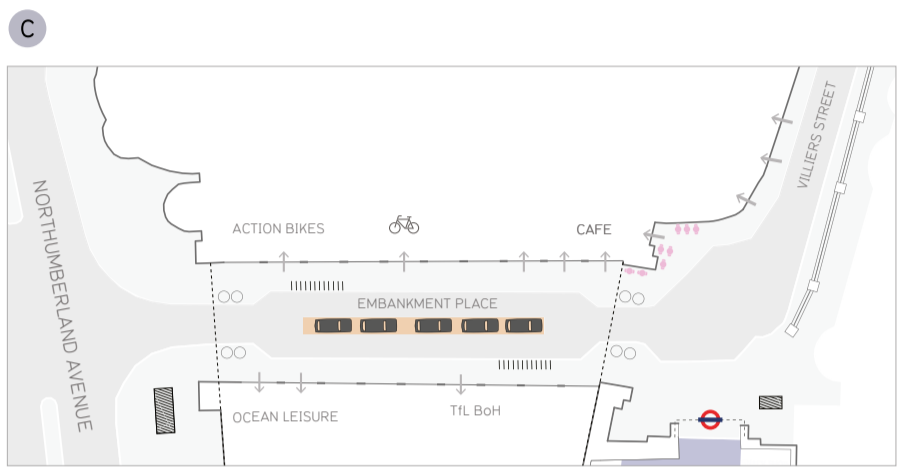 C
NORTHUMBERLAND AVENUE
ACTION BIKES
CAFE
VILLIERS STREET
EMBANKMENT PLACE
OCEAN LEISURE
TfL BoH